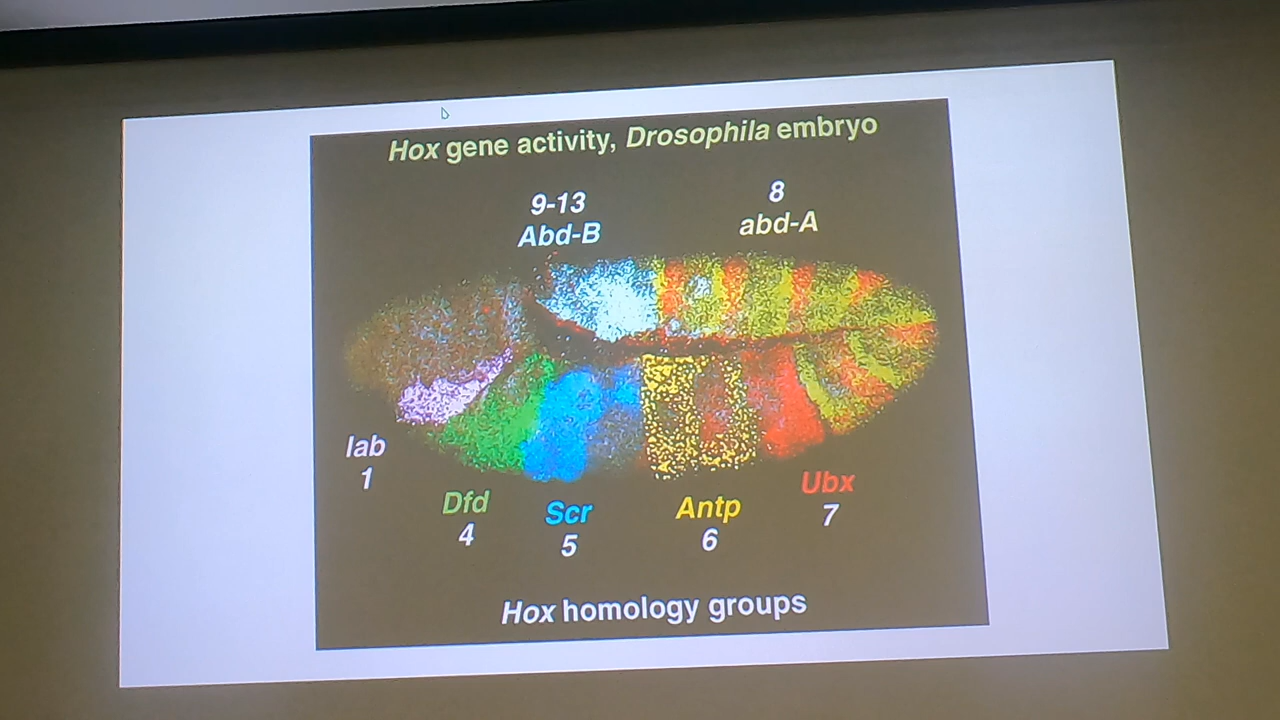 Hox gene activity, Drosophila embryo
9-13
Abd-B
8
abd-A
lab
1
Dfd
4
Scr
5
Antp
6
Ubx
7
Hox homology groups